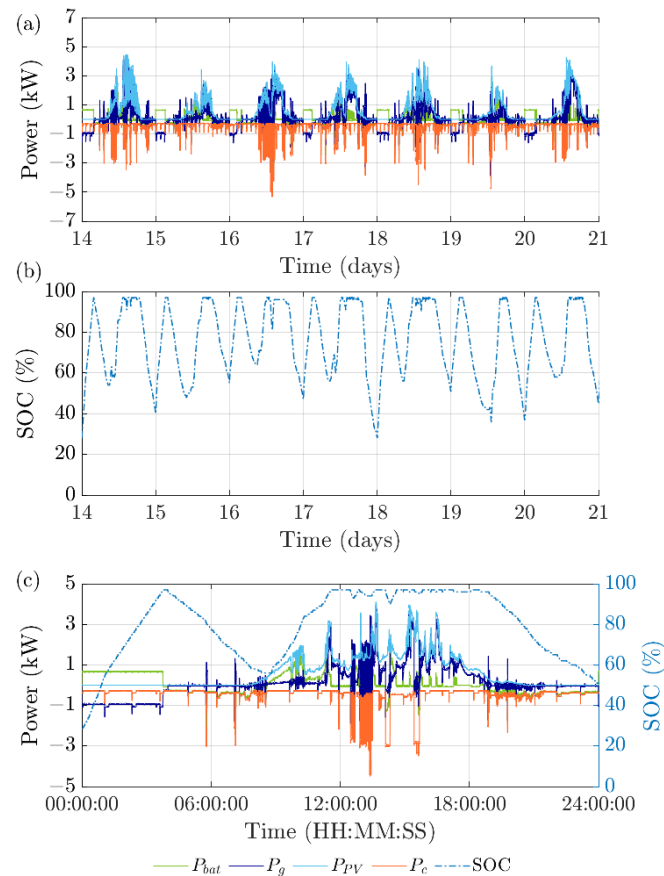 (a)
Power (kW)
7
5
3
1
−1
−3
−5
−7
14 15 16 17 18 19 20 21
Time (days)
(b)
SOC (%)
100
80
60
40
20
0
14 15 16 17 18 19 20 21
Time (days)
(c)
Power (kW)
5
3
1
−1
−3
−5
100
80
60
40
20
0
SOC (%)
00:00:00 06:00:00 12:00:00 18:00:00 24:00:00
Time (HH:MM:SS)
P_bat P_g P_PV P_c SOC